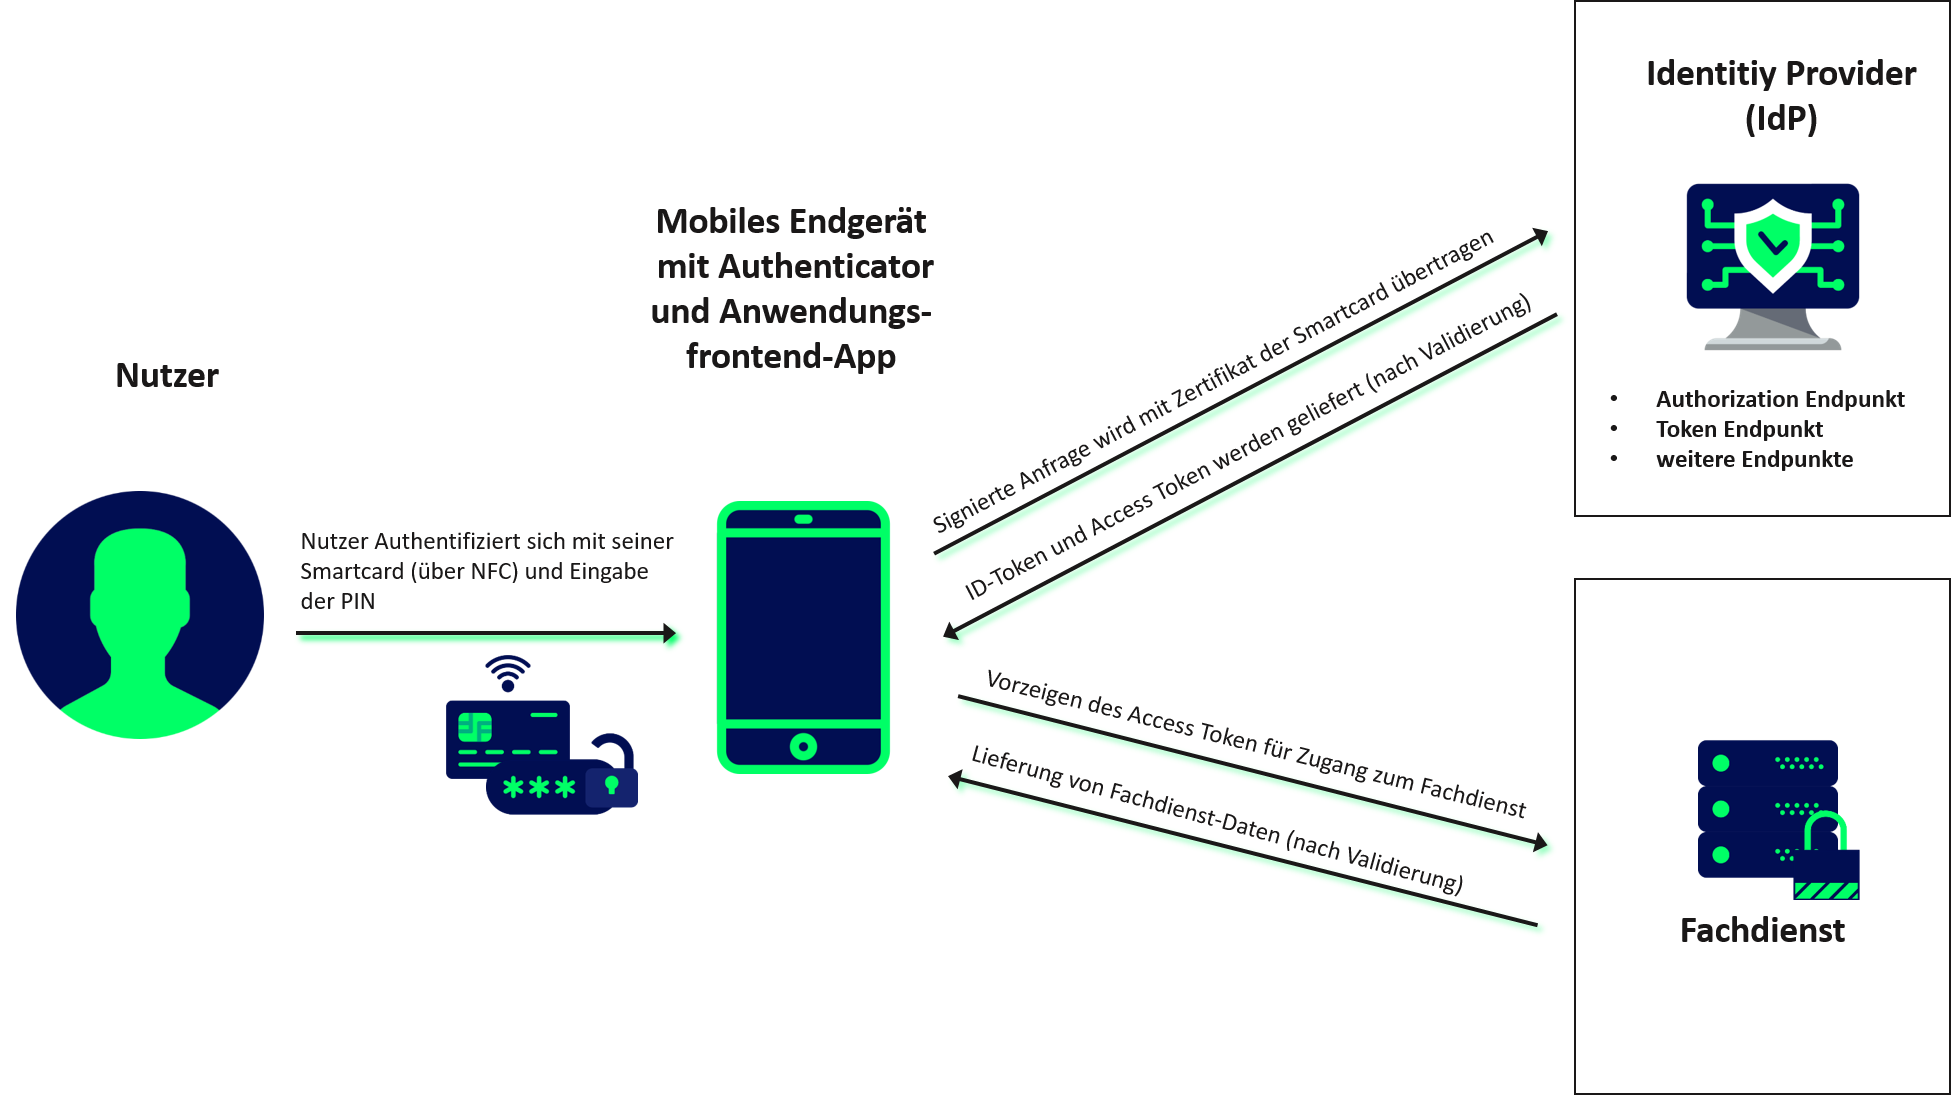 Nutzer
Nutzer Authentifiziert sich mit seiner
Smartcard (über NFC) und Eingabe
der PIN
Mobiles Endgerät
mit Authenticator
und Anwendungs-
frontend-App
Signierte Anfrage wird mit Zertifikat der Smartcard übertragen
ID-Token und Access Token werden geliefert (nach Validierung)
Vorzeigen des Access Token für Zugang zum Fachdienst
Lieferung von Fachdienst-Daten (nach Validierung)
Identitiy Provider
(IdP)
• Authorization Endpunkt
• Token Endpunkt
• weitere Endpunkte
Fachdienst